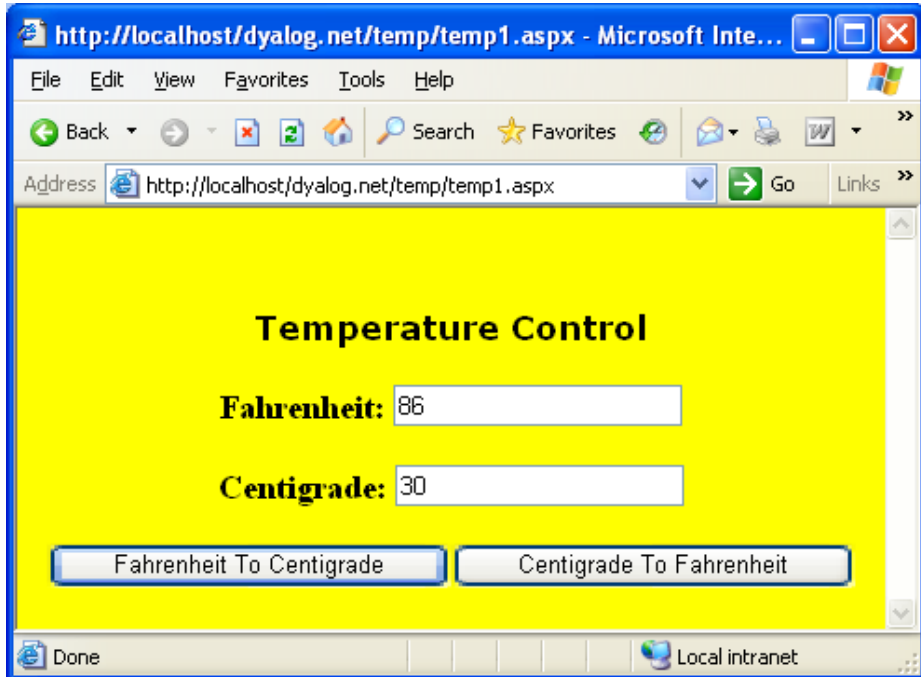 http://localhost/dyalog.net/temp/temp1.aspx - Microsoft Inte...
File Edit View Favorites Tools Help
Back Search Favorites W »
Address http://localhost/dyalog.net/temp/temp1.aspx Go Links »
Temperature Control
Fahrenheit: 86
Centigrade: 30
Fahrenheit To Centigrade Centigrade To Fahrenheit
Done Local intranet